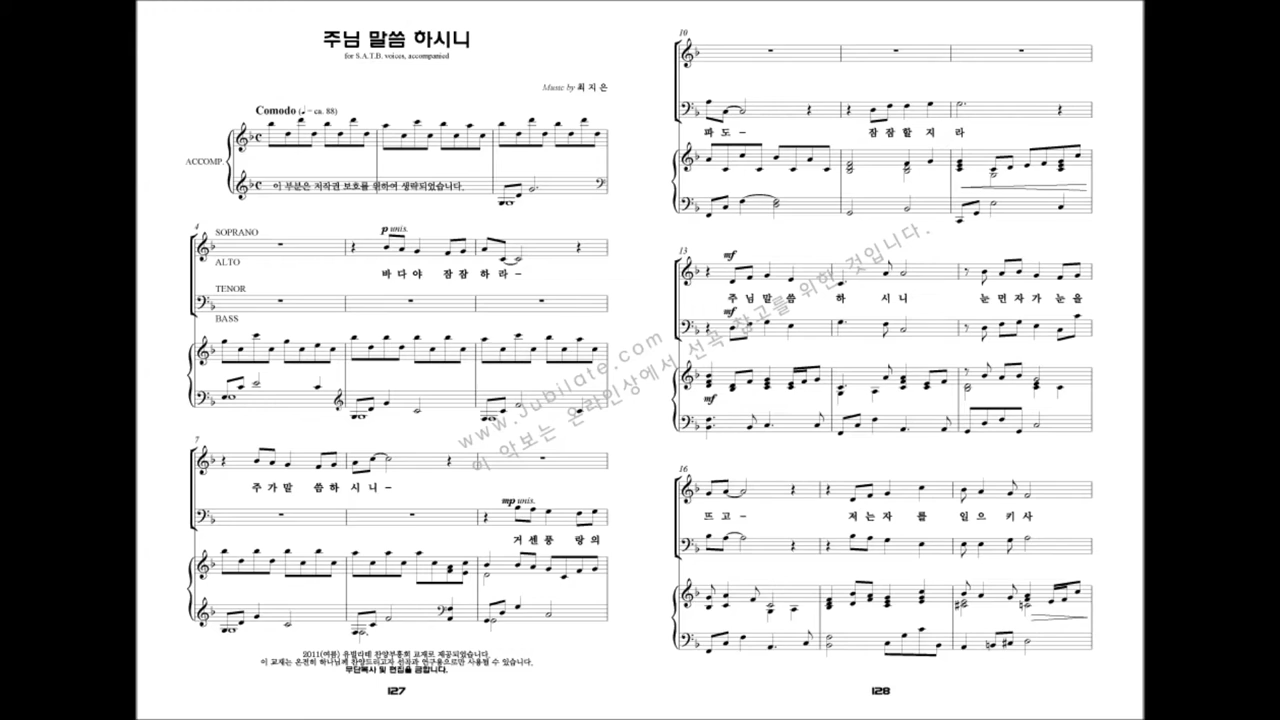 주님 말씀 하시니
for S.A.T.B. voices, accompanied
Music by 최 지 은
Comodo (♩ = ca. 88)
ACCOMP.
이 부분은 저작권 보호를 위하여 생략되었습니다.
4
SOPRANO
p unis.
ALTO
바 다 야 잠 잠 하 라 -
TENOR
BASS
7
주 가 말 씀 하 시 니 -
mp unis.
거 센 풍 랑 의
2011(여름) 유빌라떼 찬양부흥회 교재로 제공되었습니다.
이 교재는 온전히 하나님께 찬양드리고자 선곡과 연구용으로만 사용될 수 있습니다.
무단복사 및 편집을 금합니다.
127
10
파 도 - 잠 잠 할 지 라
13
mf
주 님 말 씀 하 시 니 눈 먼 자 가 눈 을
mf
mf
16
뜨 고 - 저 는 자 를 일 으 키 사
128
www.Jubilate.com
이 악보는 온라인상에서 선곡 참고를 위한 것입니다.